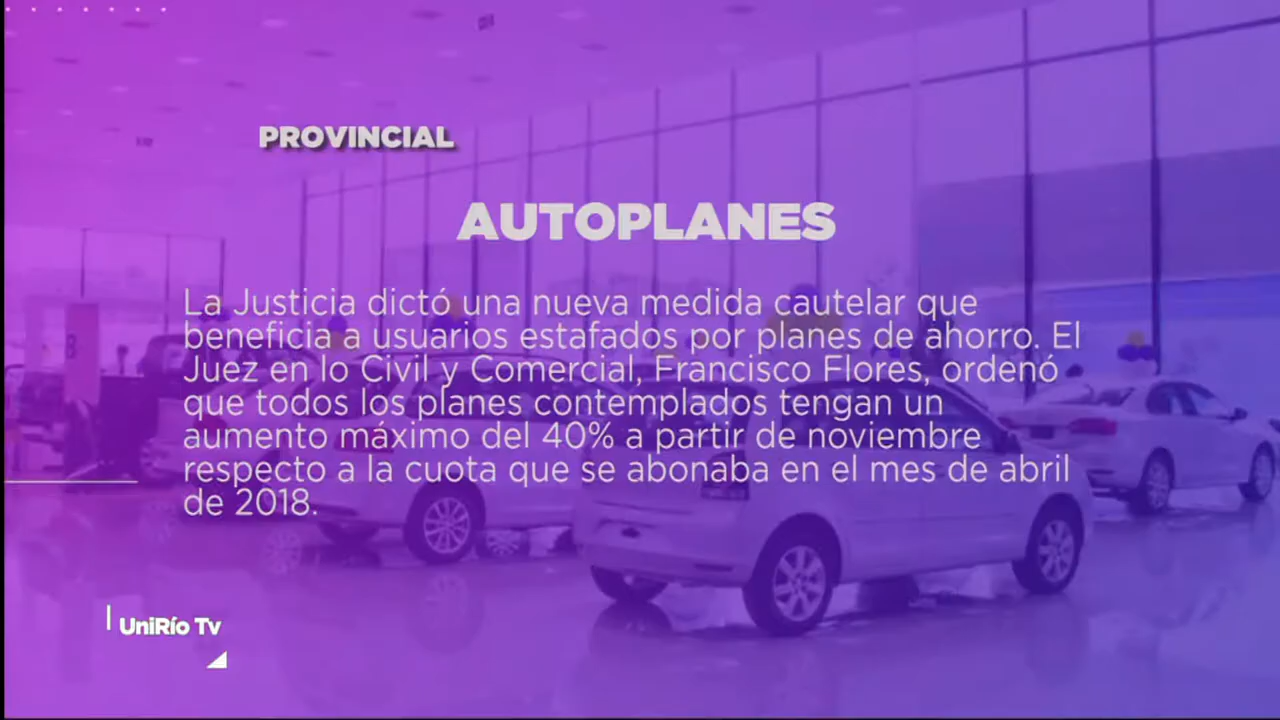 PROVINCIAL
AUTOPLANES
La Justicia dictó una nueva medida cautelar que
beneficia a usuarios estafados por planes de ahorro. El
Juez en lo Civil y Comercial, Francisco Flores, ordenó
que todos los planes contemplados tengan un
aumento máximo del 40% a partir de noviembre
respecto a la cuota que se abonaba en el mes de abril
de 2018.
UniRío Tv